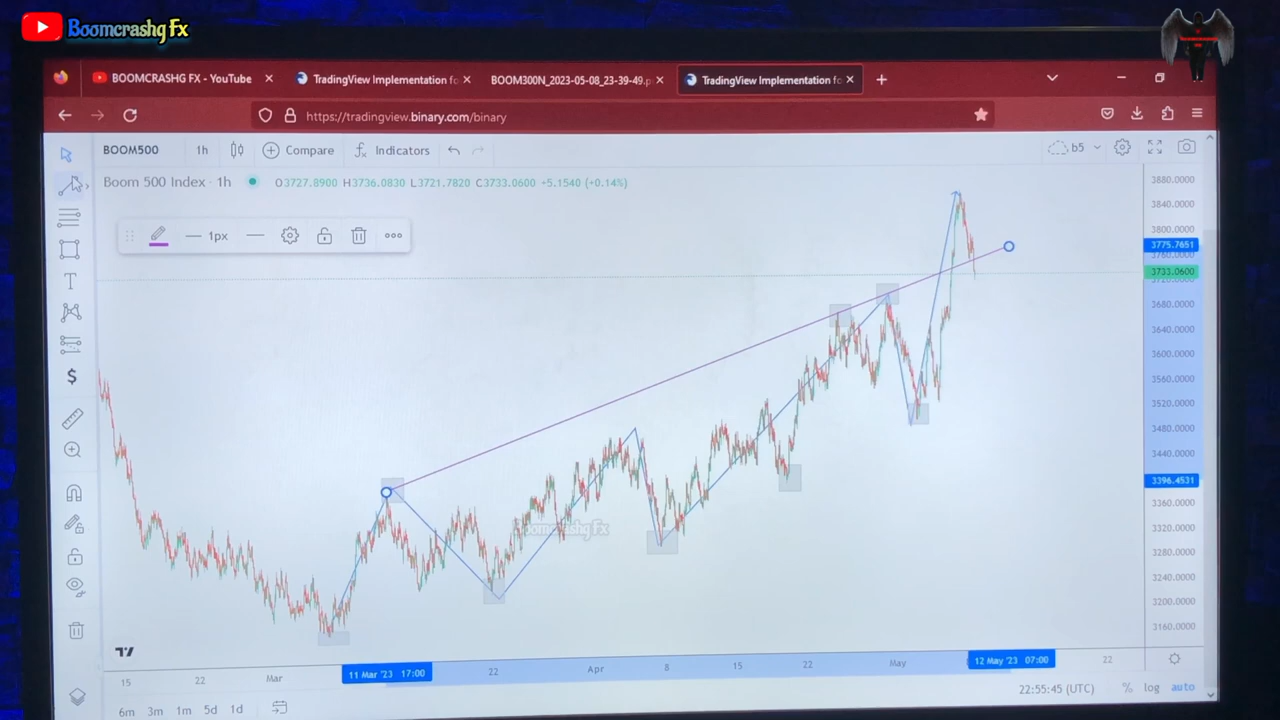 Boomcrashg Fx
BOOMCRASHG FX - YouTube
TradingView Implementation fo
BOOM300N_2023-05-08_23-39-49.p
TradingView Implementation fo
https://tradingview.binary.com/binary
BOOM500
1h
Compare
Indicators
b5
Boom 500 Index · 1h
O3727.8900 H3736.0830 L3721.7820 C3733.0600 +5.1540 (+0.14%)
1px
3880.0000
3840.0000
3800.0000
3775.7651
3760.0000
3733.0600
3680.0000
3640.0000
3600.0000
3560.0000
3520.0000
3480.0000
3440.0000
3396.4531
3360.0000
3320.0000
3280.0000
3240.0000
3200.0000
3160.0000
Boomcrashg Fx
15
22
Mar
11 Mar '23 17:00
22
Apr
8
15
22
May
12 May '23 07:00
22
6m
3m
1m
5d
1d
22:55:45 (UTC)
%
log
auto